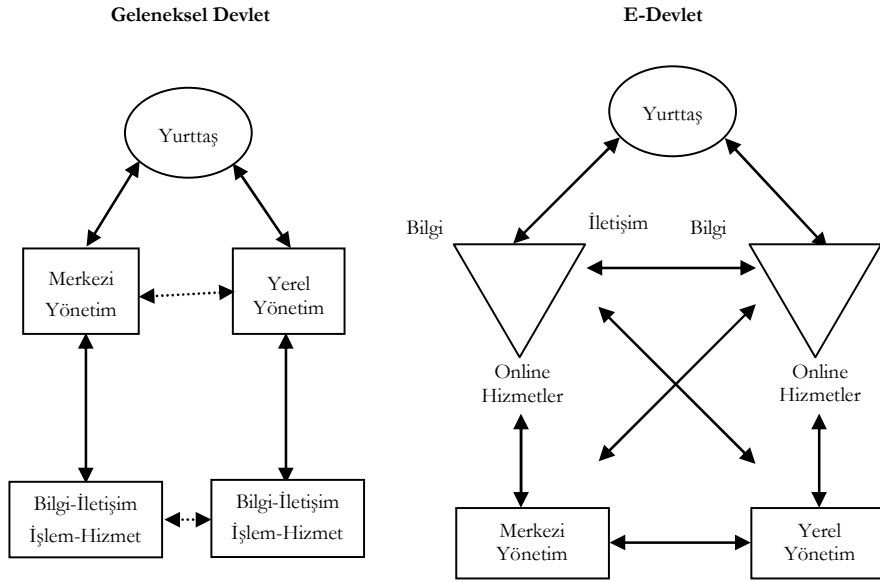 Geleneksel Devlet
Yurttaş
Merkezi
Yönetim
Yerel
Yönetim
Bilgi-İletişim
İşlem-Hizmet
Bilgi-İletişim
İşlem-Hizmet
E-Devlet
Yurttaş
Bilgi
İletişim
Bilgi
Online
Hizmetler
Online
Hizmetler
Merkezi
Yönetim
Yerel
Yönetim